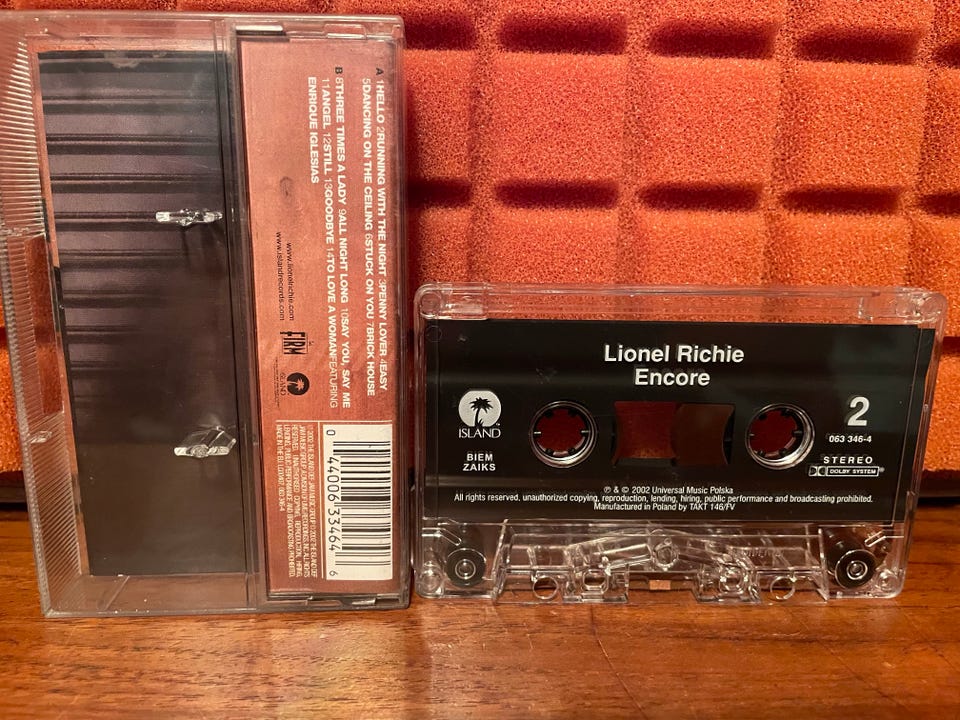 A 1HELLO 2RUNNING WITH THE NIGHT 3PENNY LOVER 4EASY
5DANCING ON THE CEILING 6STUCK ON YOU 7BRICK HOUSE
B 8THREE TIMES A LADY 9ALL NIGHT LONG 10SAY YOU, SAY ME
11ANGEL 12STILL 13GOODBYE 14TO LOVE A WOMANFEATURING
ENRIQUE IGLESIAS
www.lionelrichie.com
www.islandrecords.com
FIRM
ISLAND
0 44006 33464 6
Lionel Richie
Encore
ISLAND
BIEM
ZAIKS
2
063 346-4
STEREO
DOLBY SYSTEM
℗ & © 2002 Universal Music Polska
All rights reserved, unauthorized copying, reproduction, lending, hiring, public performance and broadcasting prohibited.
Manufactured in Poland by TAKT 146/FV